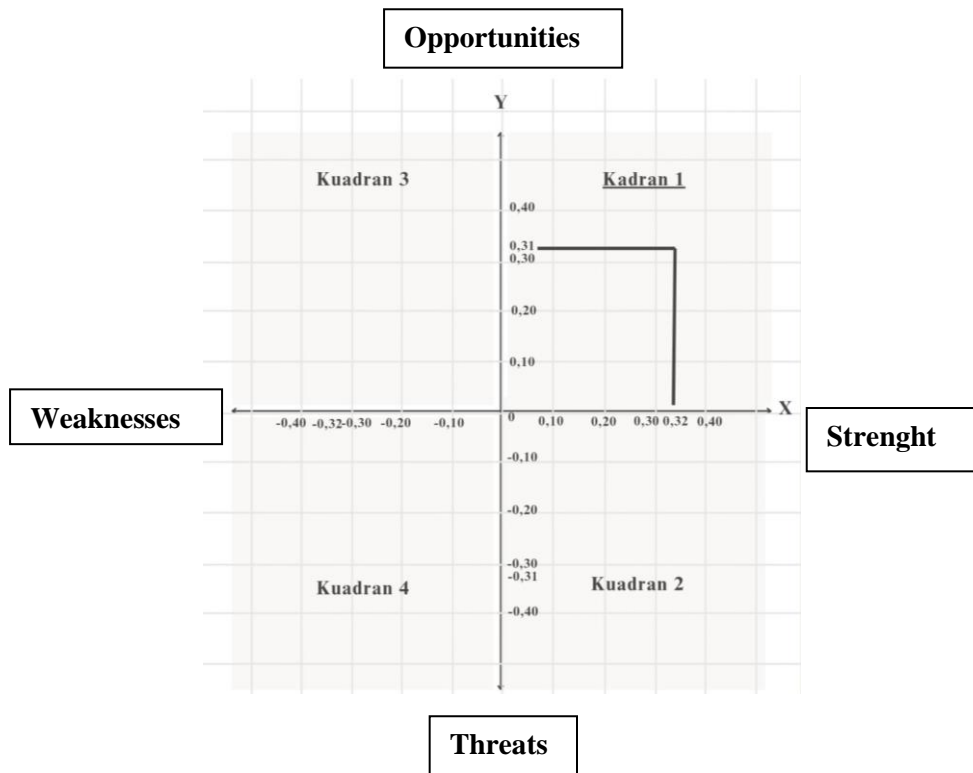 Opportunities
Y
Kuadran 3
Kadran 1
0,40
0,31
0,30
0,20
0,10
Weaknesses
X
Strenght
-0,40 -0,32 -0,30 -0,20 -0,10 0 0,10 0,20 0,30 0,32 0,40
-0,10
-0,20
-0,30
-0,31
Kuadran 4
Kuadran 2
-0,40
Threats